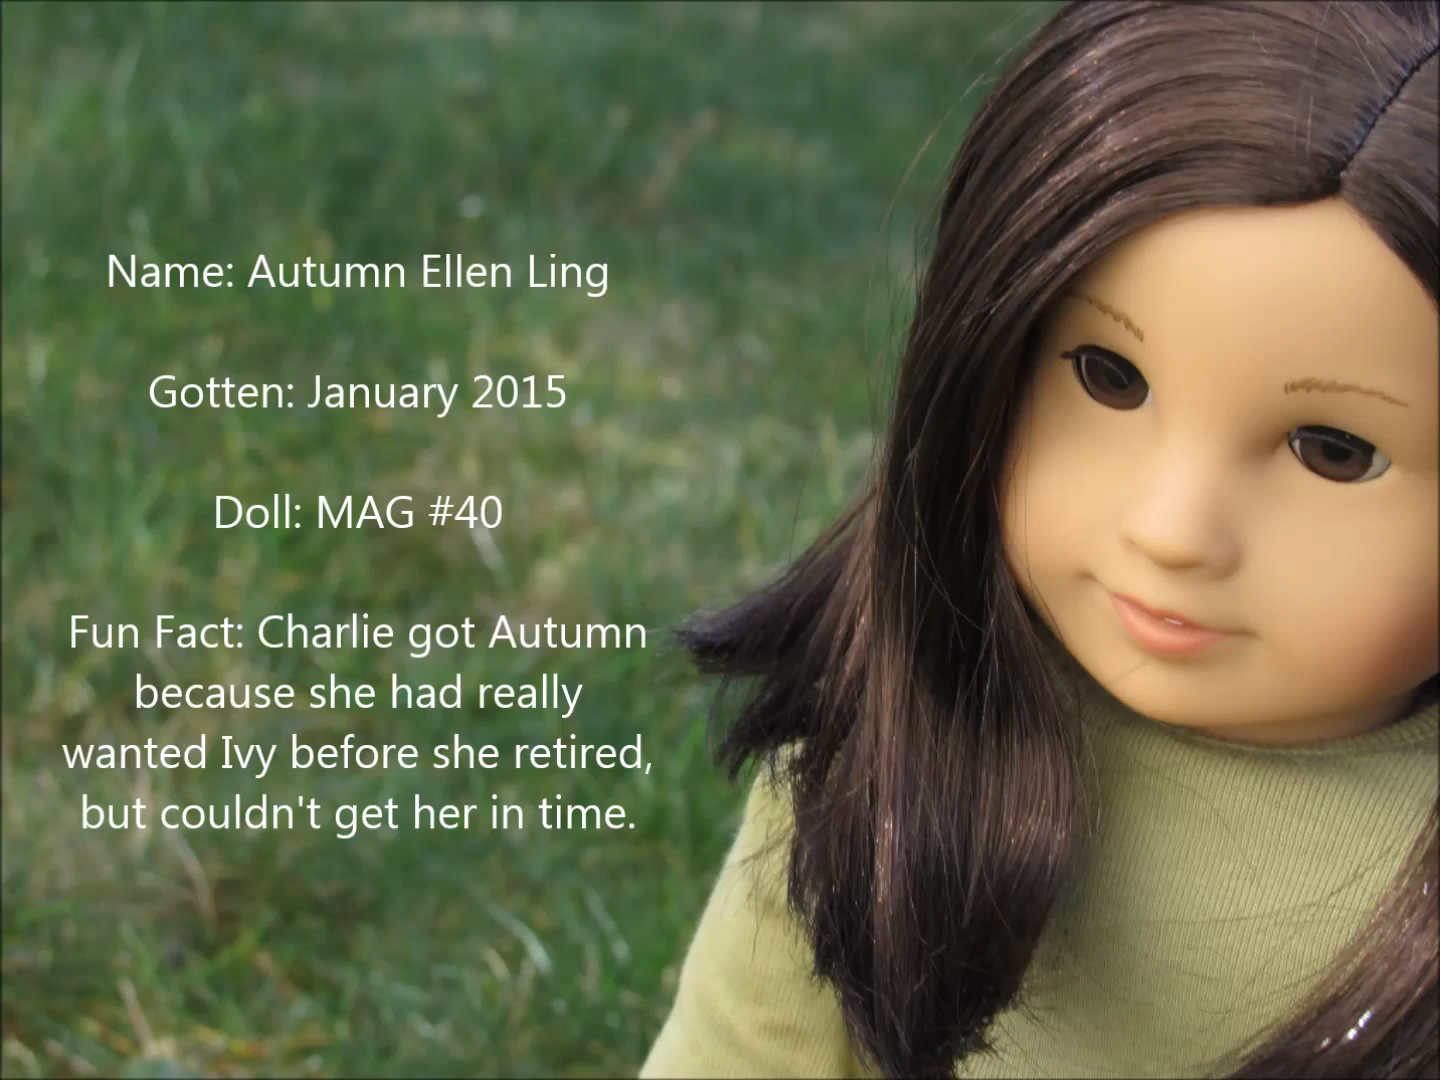 Name: Autumn Ellen Ling
Gotten: January 2015
Doll: MAG #40
Fun Fact: Charlie got Autumn
because she had really
wanted Ivy before she retired,
but couldn't get her in time.